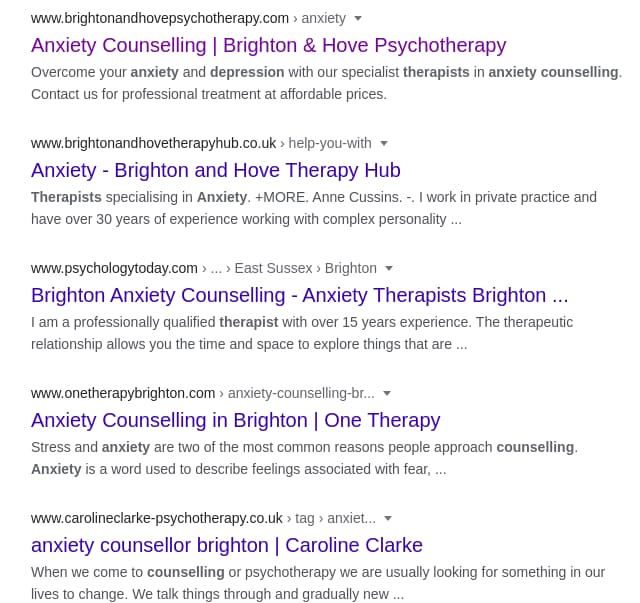 www.brightonandhovepsychotherapy.com › anxiety
Anxiety Counselling | Brighton & Hove Psychotherapy
Overcome your anxiety and depression with our specialist therapists in anxiety counselling.
Contact us for professional treatment at affordable prices.
www.brightonandhovetherapyhub.co.uk › help-you-with
Anxiety - Brighton and Hove Therapy Hub
Therapists specialising in Anxiety. +MORE. Anne Cussins. -. I work in private practice and
have over 30 years of experience working with complex personality ...
www.psychologytoday.com › ... › East Sussex › Brighton
Brighton Anxiety Counselling - Anxiety Therapists Brighton ...
I am a professionally qualified therapist with over 15 years experience. The therapeutic
relationship allows you the time and space to explore things that are ...
www.onetherapybrighton.com › anxiety-counselling-br...
Anxiety Counselling in Brighton | One Therapy
Stress and anxiety are two of the most common reasons people approach counselling.
Anxiety is a word used to describe feelings associated with fear, ...
www.carolineclarke-psychotherapy.co.uk › tag › anxiet...
anxiety counsellor brighton | Caroline Clarke
When we come to counselling or psychotherapy we are usually looking for something in our
lives to change. We talk things through and gradually new ...